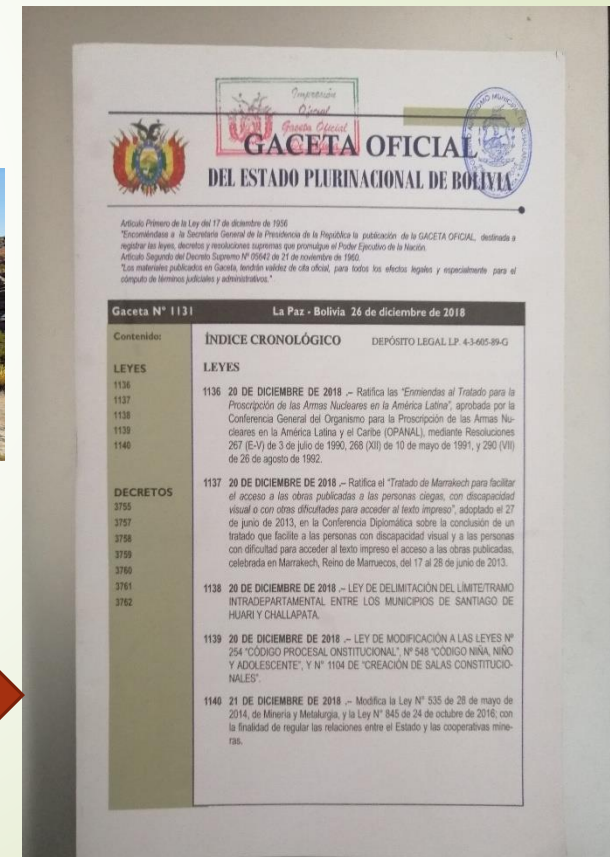 Impresión
Oficial
Gaceta Oficial
GACETA OFICIAL
DEL ESTADO PLURINACIONAL DE BOLIVIA
Artículo Primero de la Ley del 17 de diciembre de 1956
"Encomiéndase a la Secretaría General de la Presidencia de la República la publicación de la GACETA OFICIAL, destinada a
registrar las leyes, decretos y resoluciones supremas que promulgue el Poder Ejecutivo de la Nación.
Artículo Segundo del Decreto Supremo Nº 05642 de 21 de noviembre de 1960.
"Los materiales publicados en Gaceta, tendrán validez de cita oficial, para todos los efectos legales y especialmente para el
cómputo de términos judiciales y administrativos."
Gaceta N° 1131 La Paz - Bolivia 26 de diciembre de 2018
Contenido:
LEYES
1136
1137
1138
1139
1140
DECRETOS
3755
3757
3758
3759
3760
3761
3762
ÍNDICE CRONOLÓGICO DEPÓSITO LEGAL LP. 4-3-605-89-G
LEYES
1136 20 DE DICIEMBRE DE 2018 .– Ratifica las "Enmiendas al Tratado para la
Proscripción de las Armas Nucleares en la América Latina", aprobada por la
Conferencia General del Organismo para la Proscripción de las Armas Nu-
cleares en la América Latina y el Caribe (OPANAL), mediante Resoluciones
267 (E-V) de 3 de julio de 1990, 268 (XII) de 10 de mayo de 1991, y 290 (VII)
de 26 de agosto de 1992.
1137 20 DE DICIEMBRE DE 2018 .– Ratifica el "Tratado de Marrakech para facilitar
el acceso a las obras publicadas a las personas ciegas, con discapacidad
visual o con otras dificultades para acceder al texto impreso", adoptado el 27
de junio de 2013, en la Conferencia Diplomática sobre la conclusión de un
tratado que facilite a las personas con discapacidad visual y a las personas
con dificultad para acceder al texto impreso el acceso a las obras publicadas,
celebrada en Marrakech, Reino de Marruecos, del 17 al 28 de junio de 2013.
1138 20 DE DICIEMBRE DE 2018 .– LEY DE DELIMITACIÓN DEL LÍMITE/TRAMO
INTRADEPARTAMENTAL ENTRE LOS MUNICIPIOS DE SANTIAGO DE
HUARI Y CHALLAPATA.
1139 20 DE DICIEMBRE DE 2018 .– LEY DE MODIFICACIÓN A LAS LEYES Nº
254 "CÓDIGO PROCESAL ONSTITUCIONAL", Nº 548 "CÓDIGO NIÑA, NIÑO
Y ADOLESCENTE", Y N° 1104 DE "CREACIÓN DE SALAS CONSTITUCIO-
NALES".
1140 21 DE DICIEMBRE DE 2018 .– Modifica la Ley N° 535 de 28 de mayo de
2014, de Minería y Metalurgia, y la Ley N° 845 de 24 de octubre de 2016; con
la finalidad de regular las relaciones entre el Estado y las cooperativas mine-
ras.